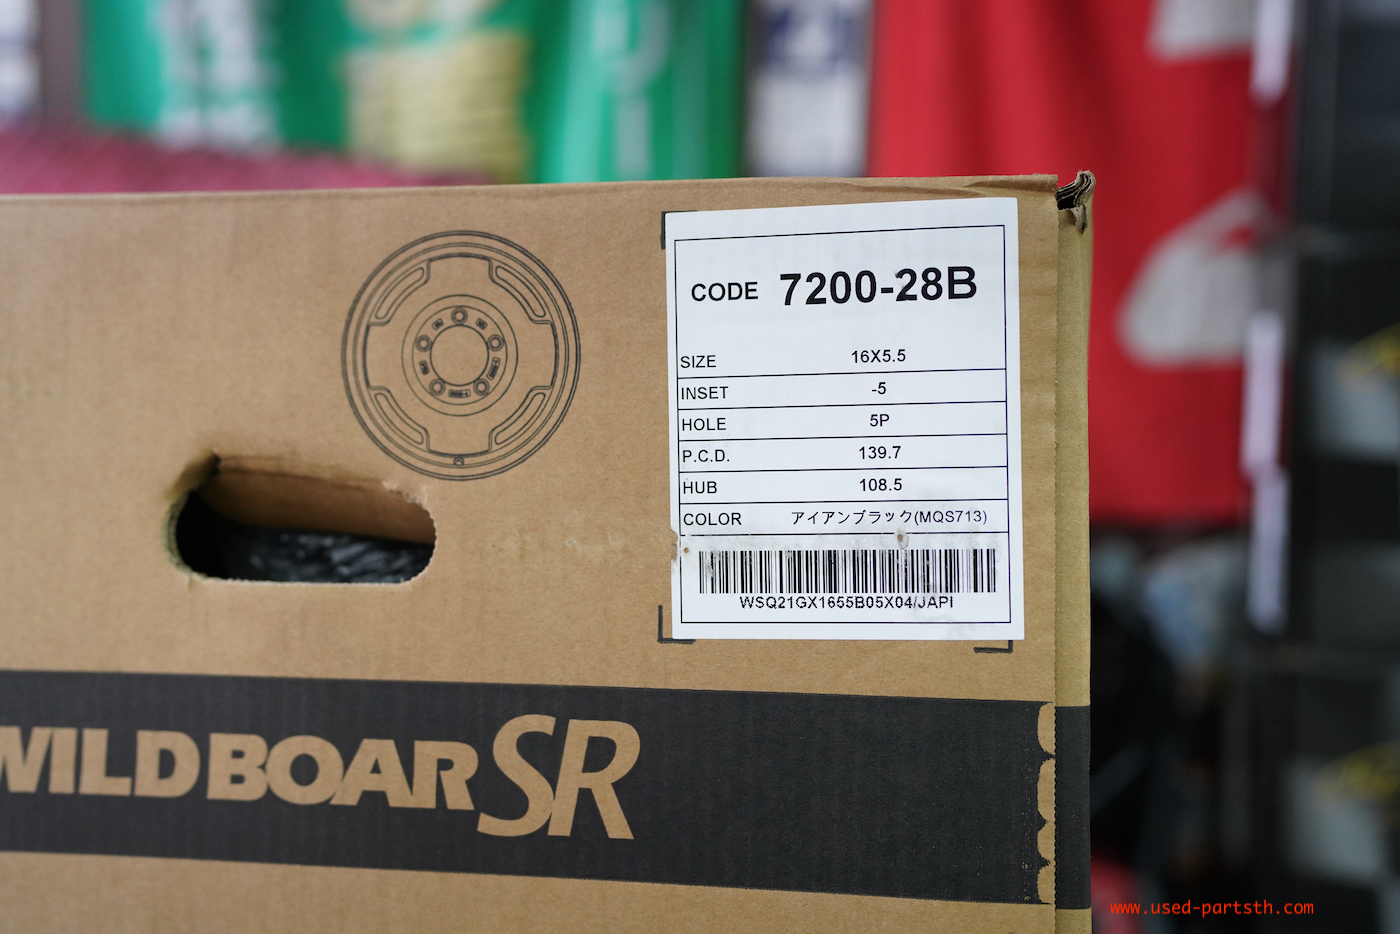 CODE 7200-28B
SIZE 16X5.5
INSET -5
HOLE 5P
P.C.D. 139.7
HUB 108.5
COLOR アイアンブラック(MQS713)
WSQ21GX1655B05X04/JAPI
WILD BOAR SR
www.used-partsth.com